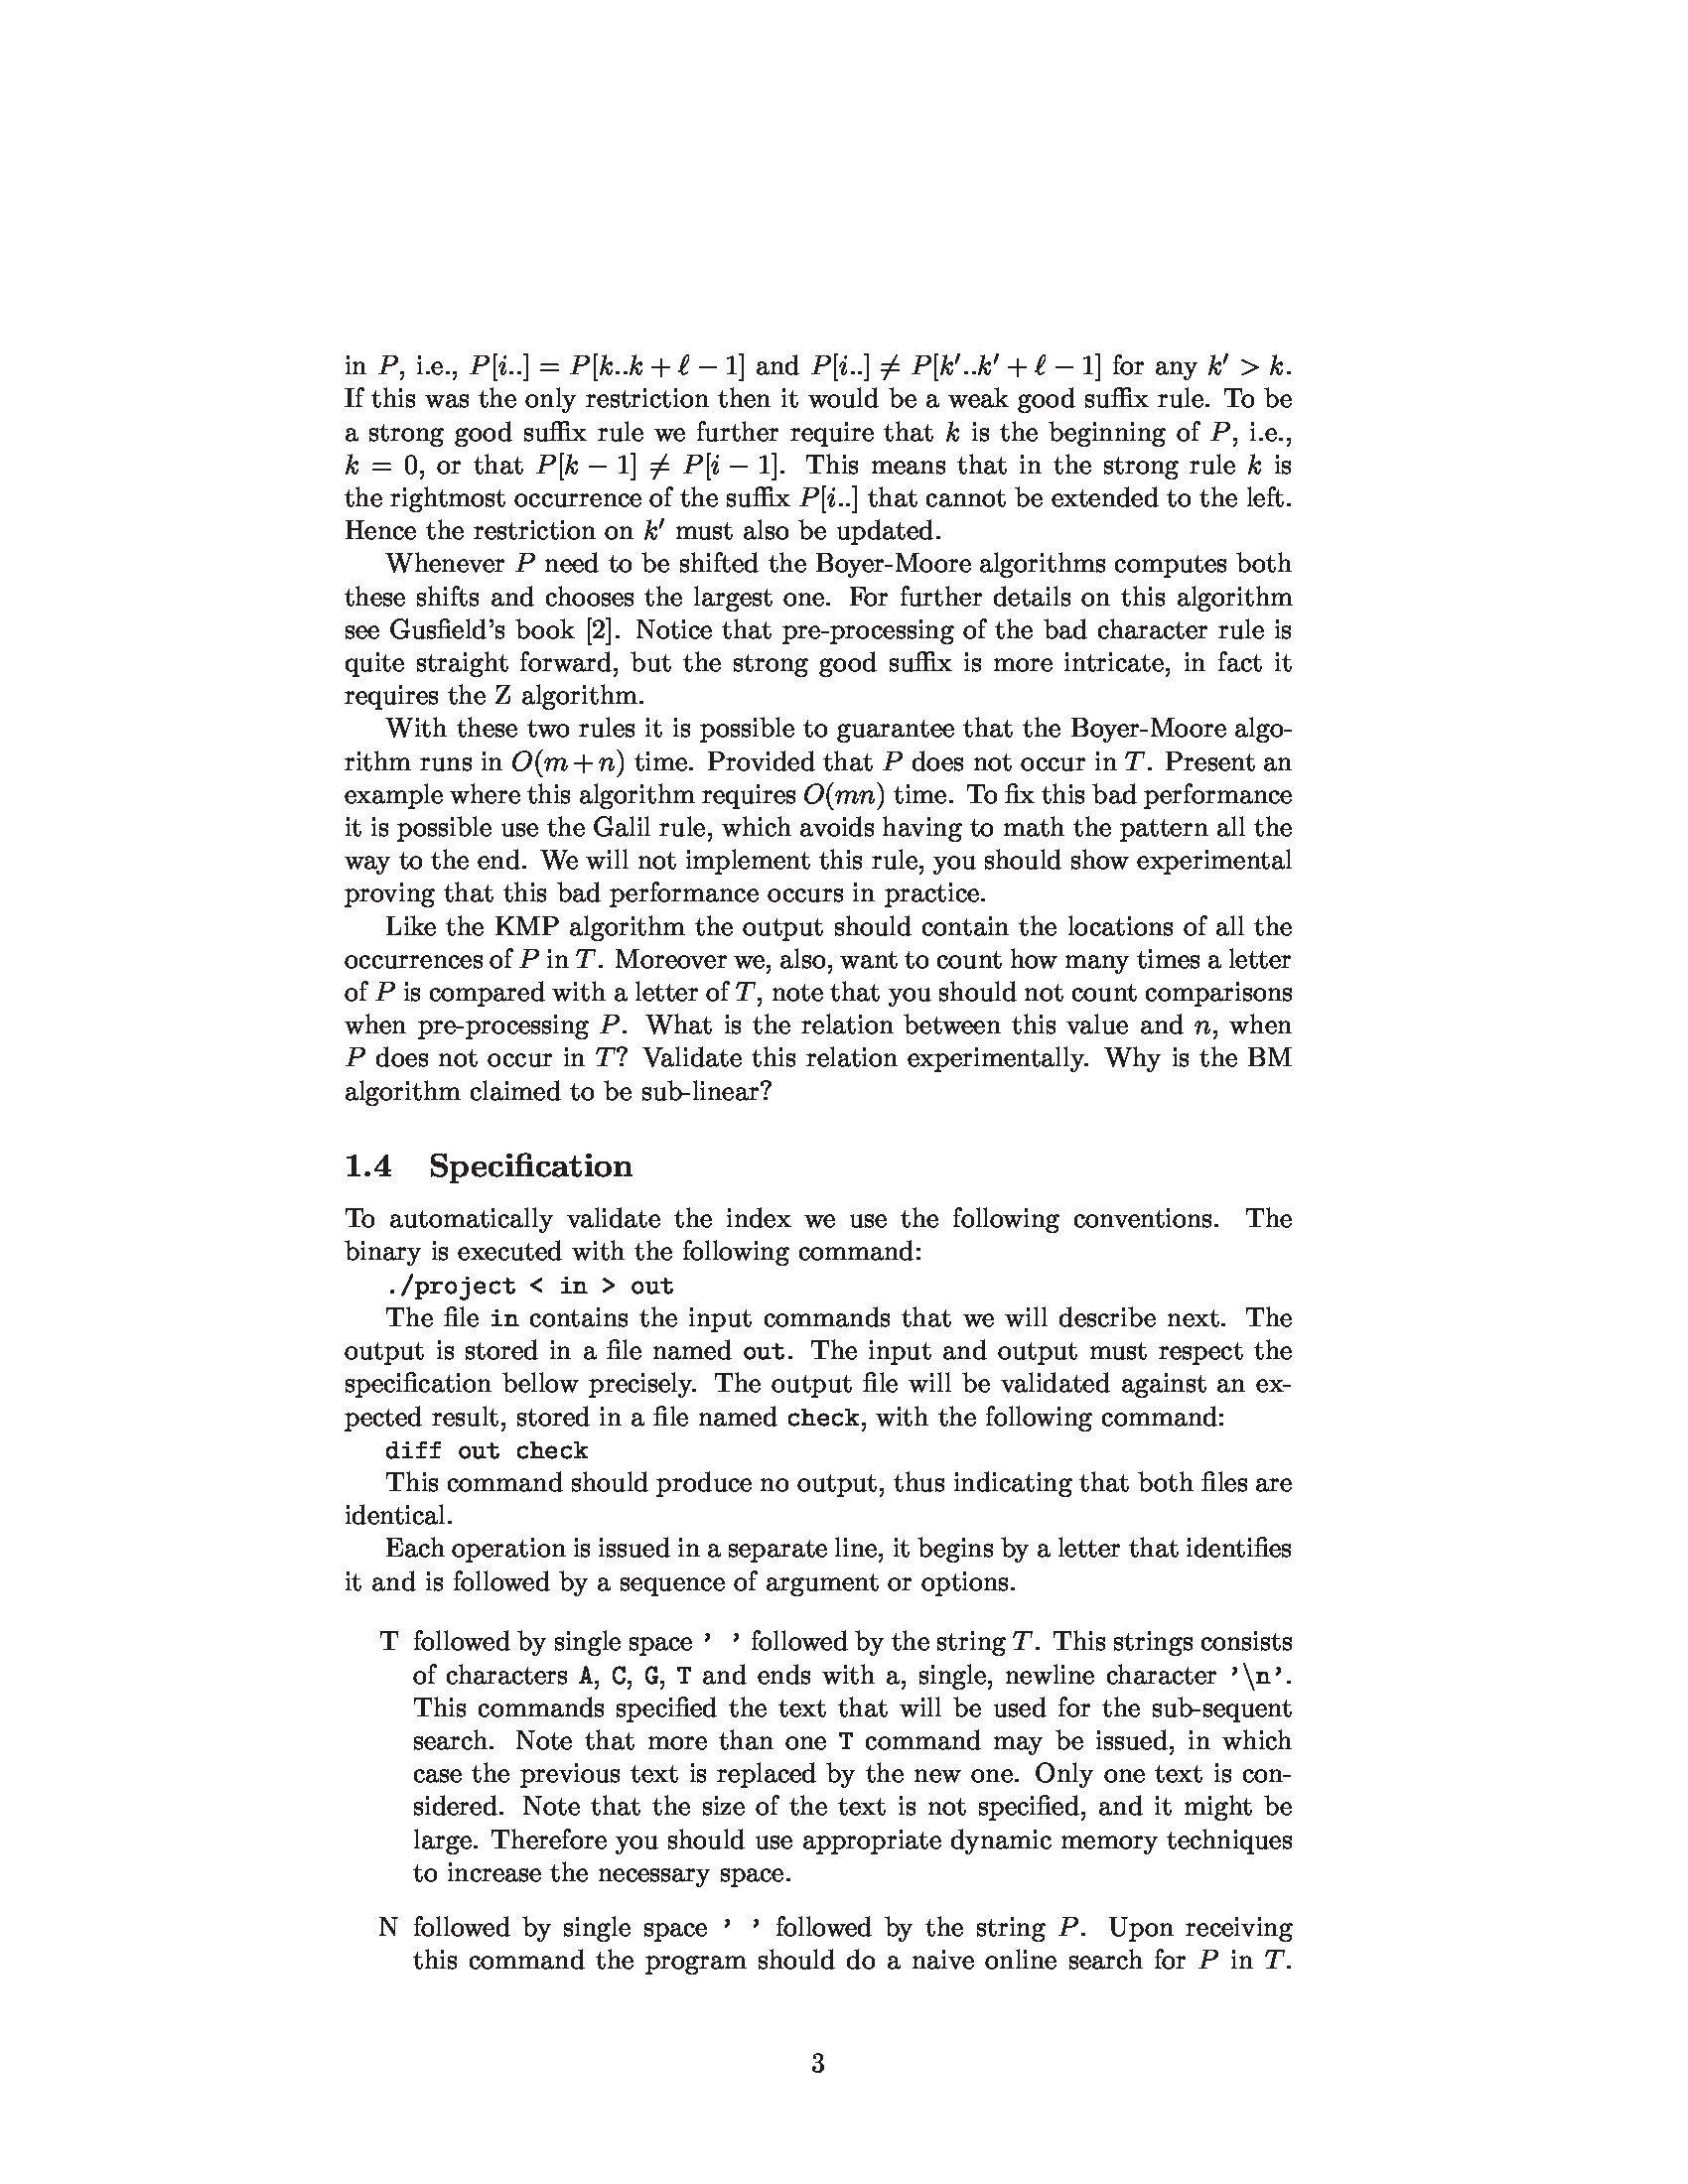 in P, i.e., P[i..] = P[k..k + ℓ − 1] and P[i..] ≠ P[k′..k′ + ℓ − 1] for any k′ > k.
If this was the only restriction then it would be a weak good suffix rule. To be
a strong good suffix rule we further require that k is the beginning of P, i.e.,
k = 0, or that P[k − 1] ≠ P[i − 1]. This means that in the strong rule k is
the rightmost occurrence of the suffix P[i..] that cannot be extended to the left.
Hence the restriction on k′ must also be updated.
Whenever P need to be shifted the Boyer-Moore algorithms computes both
these shifts and chooses the largest one. For further details on this algorithm
see Gusfield's book [2]. Notice that pre-processing of the bad character rule is
quite straight forward, but the strong good suffix is more intricate, in fact it
requires the Z algorithm.
With these two rules it is possible to guarantee that the Boyer-Moore algo-
rithm runs in O(m+n) time. Provided that P does not occur in T. Present an
example where this algorithm requires O(mn) time. To fix this bad performance
it is possible use the Galil rule, which avoids having to math the pattern all the
way to the end. We will not implement this rule, you should show experimental
proving that this bad performance occurs in practice.
Like the KMP algorithm the output should contain the locations of all the
occurrences of P in T. Moreover we, also, want to count how many times a letter
of P is compared with a letter of T, note that you should not count comparisons
when pre-processing P. What is the relation between this value and n, when
P does not occur in T? Validate this relation experimentally. Why is the BM
algorithm claimed to be sub-linear?
1.4 Specification
To automatically validate the index we use the following conventions. The
binary is executed with the following command:
./project < in > out
The file in contains the input commands that we will describe next. The
output is stored in a file named out. The input and output must respect the
specification bellow precisely. The output file will be validated against an ex-
pected result, stored in a file named check, with the following command:
diff out check
This command should produce no output, thus indicating that both files are
identical.
Each operation is issued in a separate line, it begins by a letter that identifies
it and is followed by a sequence of argument or options.
T followed by single space ’ ’ followed by the string T. This strings consists
of characters A, C, G, T and ends with a, single, newline character ’\n’.
This commands specified the text that will be used for the sub-sequent
search. Note that more than one T command may be issued, in which
case the previous text is replaced by the new one. Only one text is con-
sidered. Note that the size of the text is not specified, and it might be
large. Therefore you should use appropriate dynamic memory techniques
to increase the necessary space.
N followed by single space ’ ’ followed by the string P. Upon receiving
this command the program should do a naive online search for P in T.
3